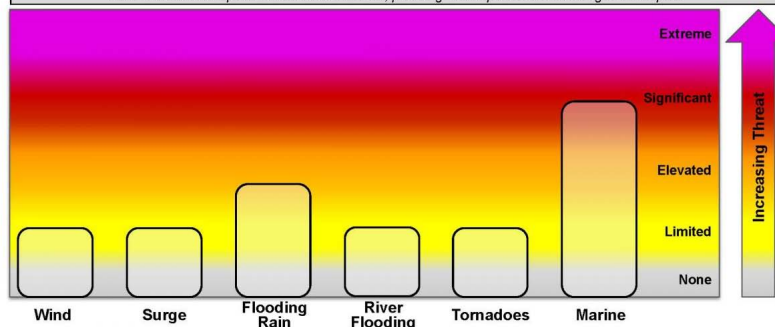 Extreme
Significant
Elevated
Limited
None
Increasing Threat
Wind
Surge
Flooding
Rain
River
Flooding
Tornadoes
Marine